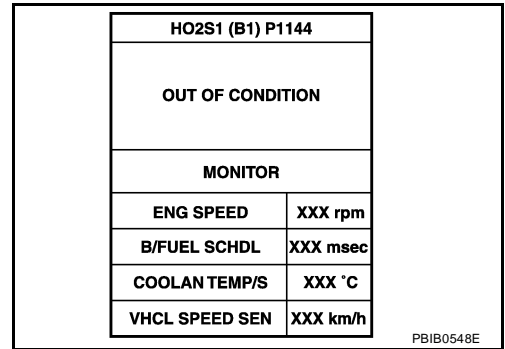 HO2S1 (B1) P1144
OUT OF CONDITION
MONITOR
ENG SPEED XXX rpm
B/FUEL SCHDL XXX msec
COOLAN TEMP/S XXX °C
VHCL SPEED SEN XXX km/h
PBIB0548E